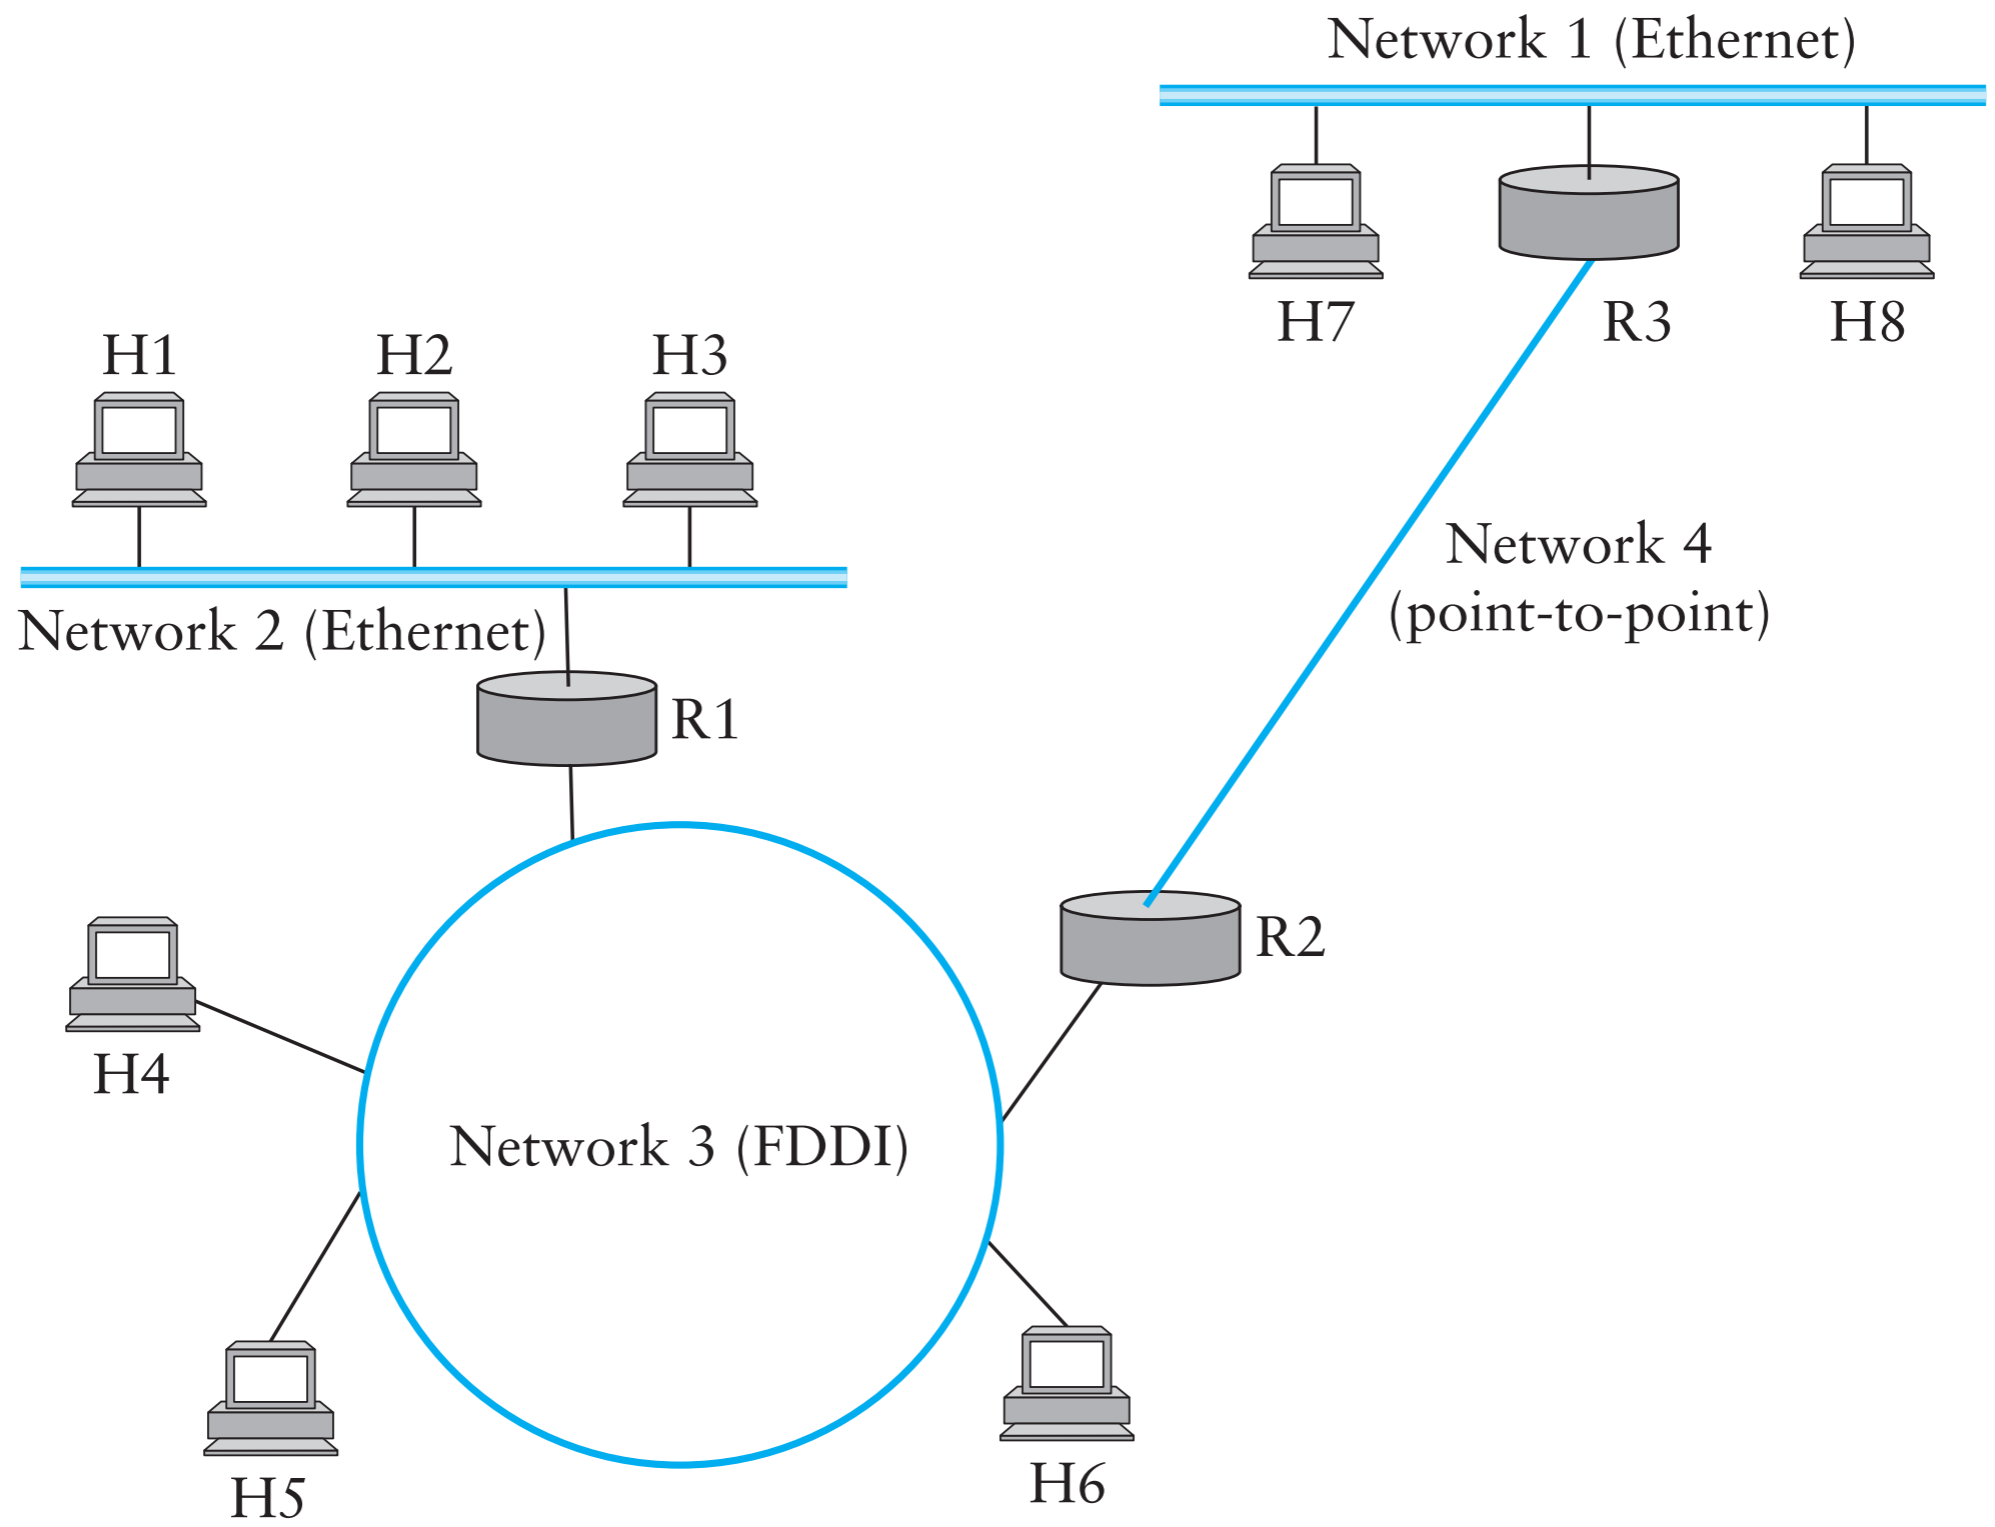 Network 1 (Ethernet)
H7
R3
H8
H1
H2
H3
Network 2 (Ethernet)
R1
Network 4
(point-to-point)
R2
H4
Network 3 (FDDI)
H5
H6